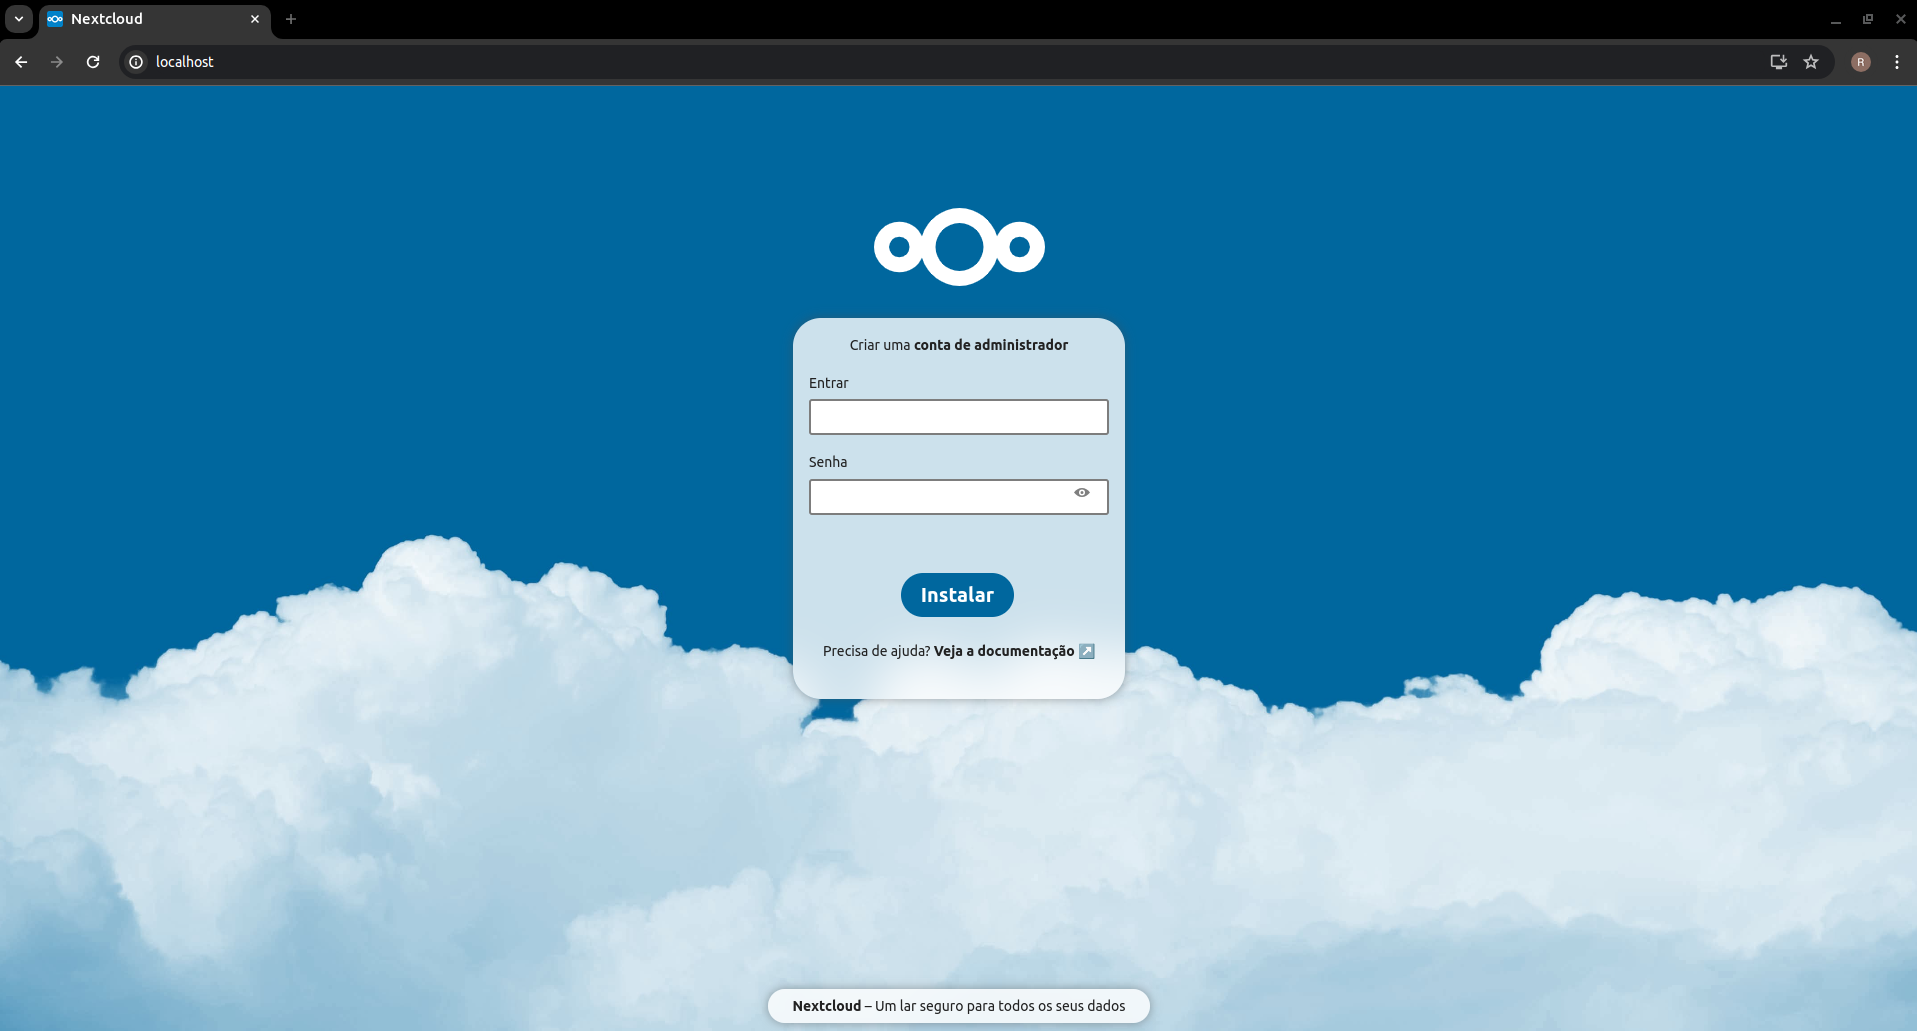 Nextcloud
localhost
R
Criar uma conta de administrador
Entrar
Senha
Instalar
Precisa de ajuda? Veja a documentação ↗
Nextcloud – Um lar seguro para todos os seus dados